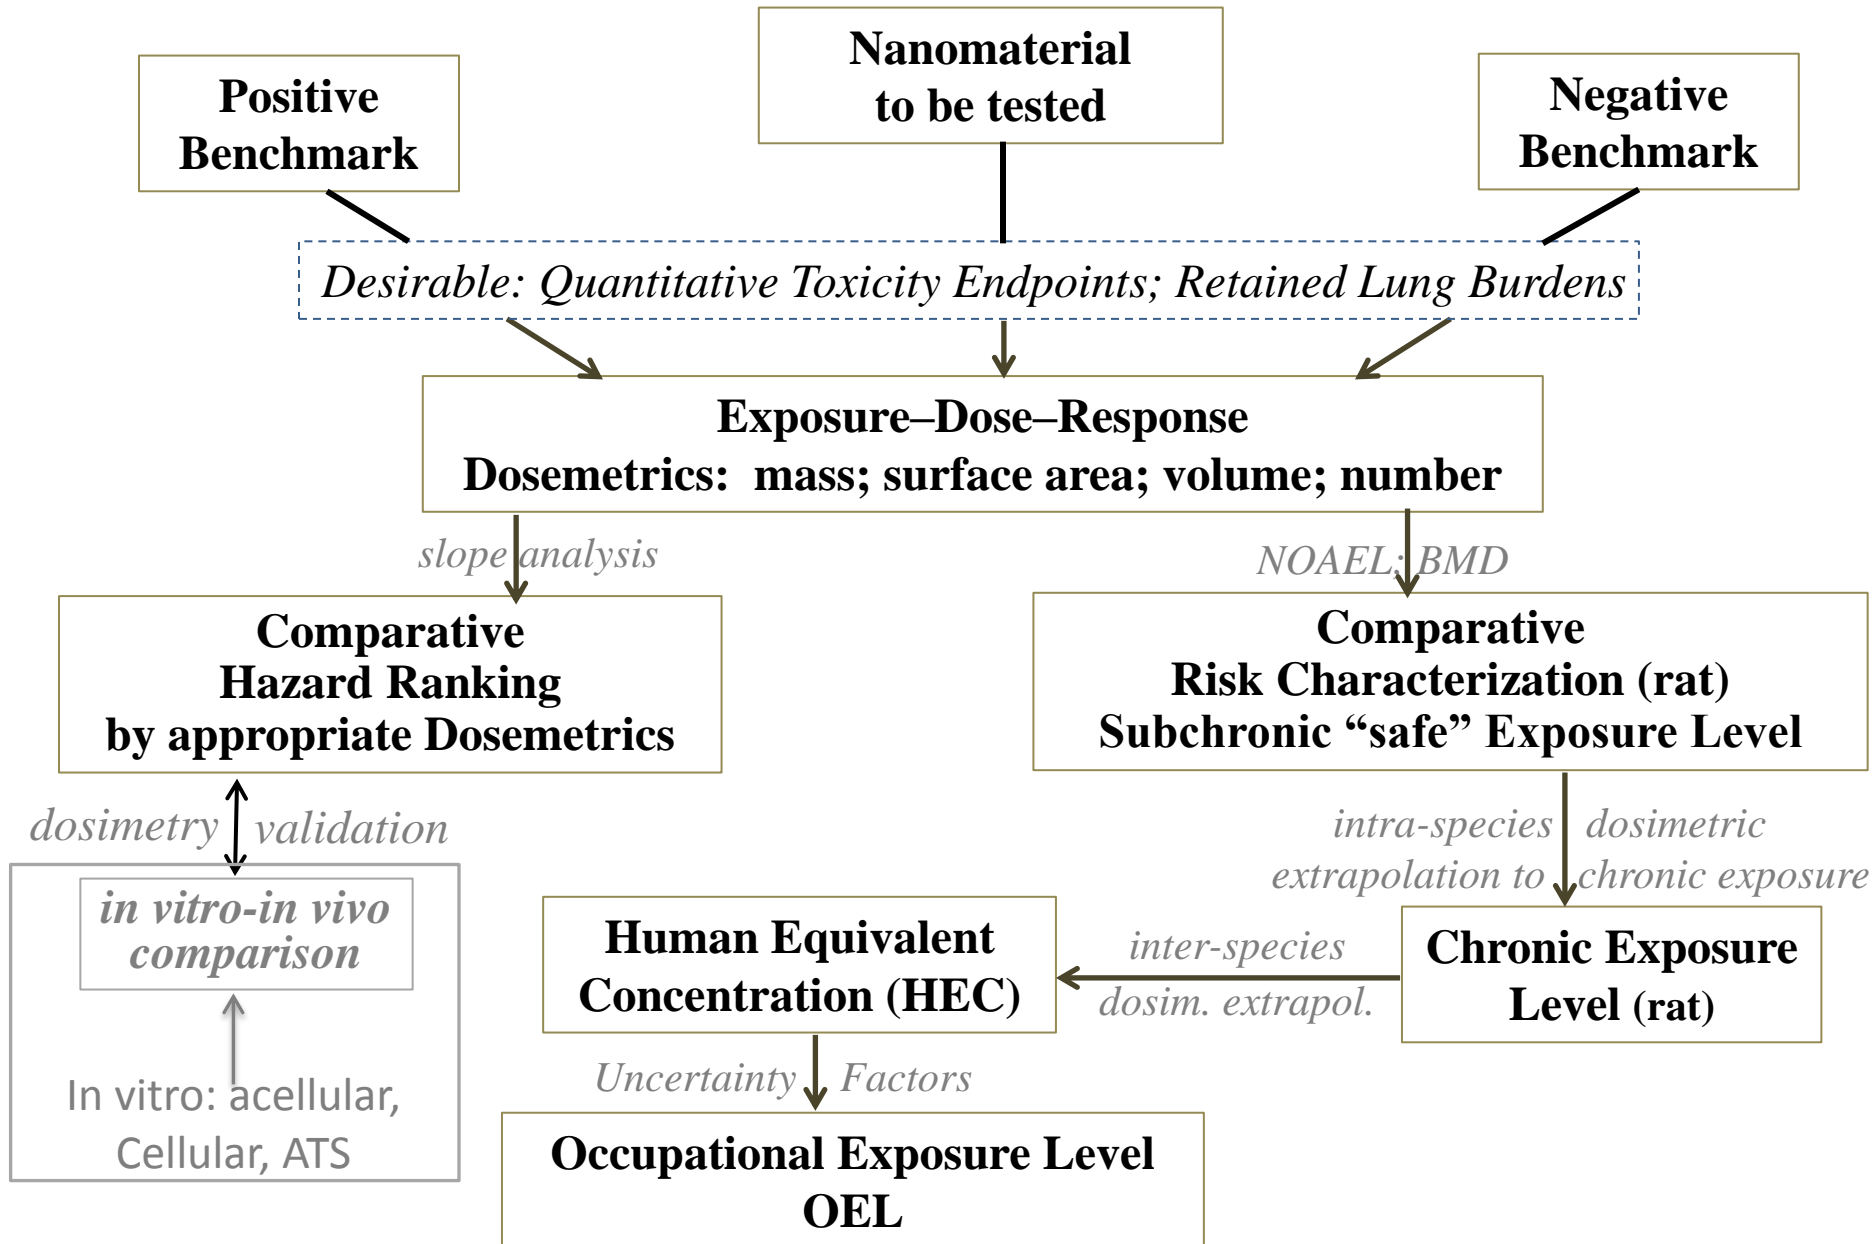 Positive
Benchmark
Nanomaterial
to be tested
Negative
Benchmark
Desirable: Quantitative Toxicity Endpoints; Retained Lung Burdens
Exposure–Dose–Response
Dosemetrics: mass; surface area; volume; number
slope analysis
NOAEL; BMD
Comparative
Hazard Ranking
by appropriate Dosemetrics
Comparative
Risk Characterization (rat)
Subchronic “safe” Exposure Level
dosimetry validation
intra-species dosimetric
extrapolation to chronic exposure
in vitro-in vivo
comparison
In vitro: acellular,
Cellular, ATS
Human Equivalent
Concentration (HEC)
inter-species
dosim. extrapol.
Chronic Exposure
Level (rat)
Uncertainty Factors
Occupational Exposure Level
OEL